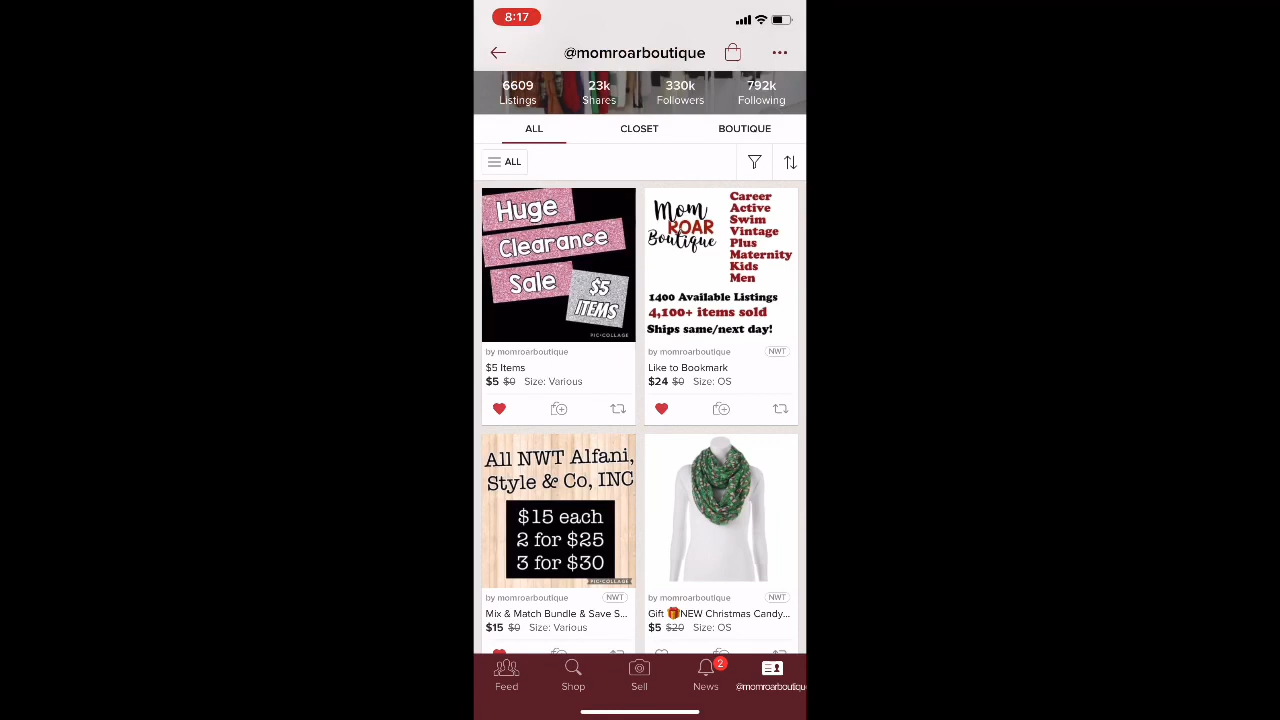 8:17
@momroarboutique
6609 23k 330k 792k
Listings Shares Followers Following
ALL CLOSET BOUTIQUE
ALL
Huge
Clearance
Sale
$5
ITEMS
PIC•COLLAGE
by momroarboutique
$5 Items
$5 $0 Size: Various
Mom
ROAR
Boutique
Career
Active
Swim
Vintage
Plus
Maternity
Kids
Men
1400 Available Listings
4,100+ items sold
Ships same/next day!
by momroarboutique NWT
Like to Bookmark
$24 $0 Size: OS
All NWT Alfani,
Style & Co, INC
$15 each
2 for $25
3 for $30
PIC•COLLAGE
by momroarboutique NWT
Mix & Match Bundle & Save S...
$15 $0 Size: Various
by momroarboutique NWT
Gift 🎁NEW Christmas Candy...
$5 $20 Size: OS
2
Feed Shop Sell News @momroarboutiqu